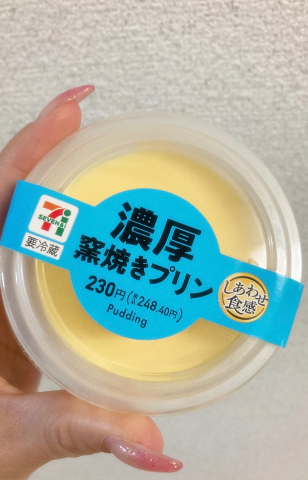 7i
SEVEN&i
要冷蔵
濃厚
窯焼きプリン
230円(税込248.40円)
Pudding
しあわせ
食感